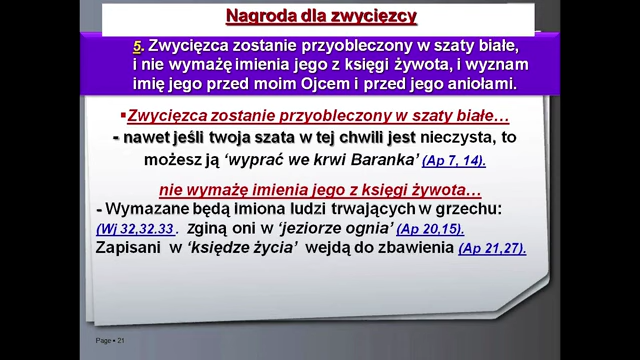 Nagroda dla zwycięzcy
5. Zwycięzca zostanie przyobleczony w szaty białe,
i nie wymażę imienia jego z księgi żywota, i wyznam
imię jego przed moim Ojcem i przed jego aniołami.
▪Zwycięzca zostanie przyobleczony w szaty białe…
- nawet jeśli twoja szata w tej chwili jest nieczysta, to
możesz ją ‘wyprać we krwi Baranka’ (Ap 7, 14).
nie wymażę imienia jego z księgi żywota…
- Wymazane będą imiona ludzi trwających w grzechu:
(Wj 32,32.33. Zginą oni w ‘jeziorze ognia’ (Ap 20,15).
Zapisani w ‘księdze życia’ wejdą do zbawienia (Ap 21,27).
Page ▪ 21